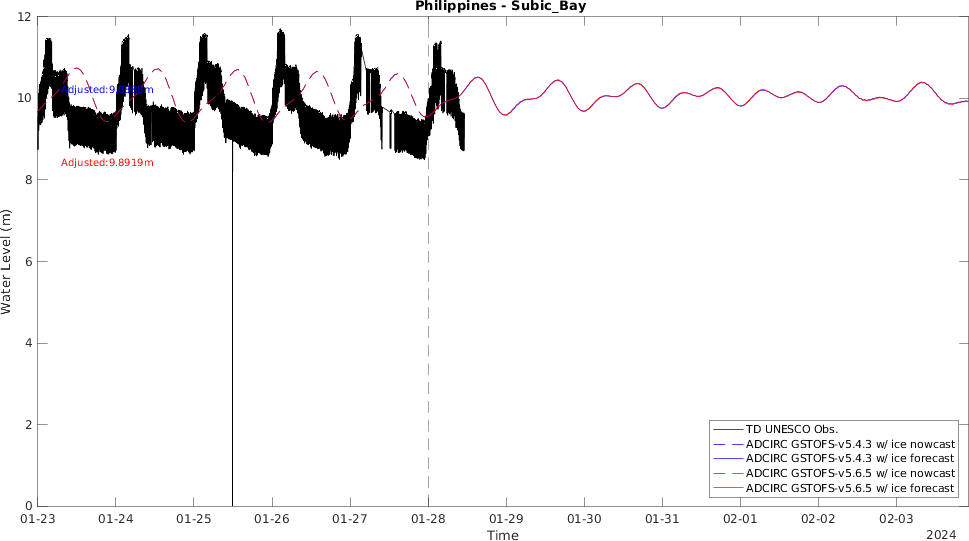 Philippines - Subic_Bay
Water Level (m)
12
10
8
6
4
2
0
Adjusted:9.8919m
TD UNESCO Obs.
ADCIRC GSTOFS-v5.4.3 w/ ice nowcast
ADCIRC GSTOFS-v5.4.3 w/ ice forecast
ADCIRC GSTOFS-v5.6.5 w/ ice nowcast
ADCIRC GSTOFS-v5.6.5 w/ ice forecast
01-23 01-24 01-25 01-26 01-27 01-28 01-29 01-30 01-31 02-01 02-02 02-03
Time
2024